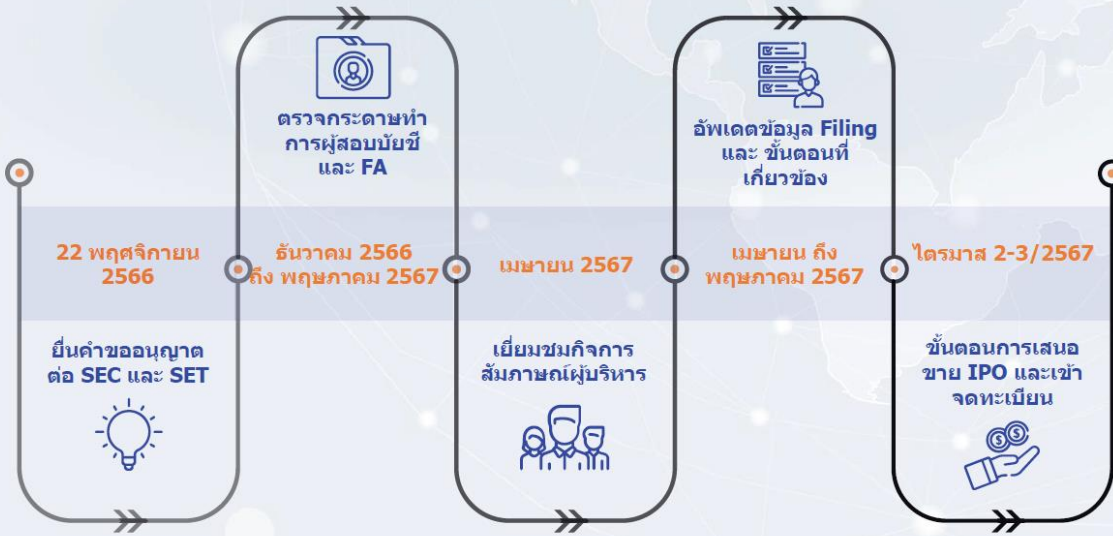 22 พฤศจิกายน
2566
ยื่นคำขออนุญาต
ต่อ SEC และ SET
ตรวจกระดาษทำ
การผู้สอบบัยชี
และ FA
ธันวาคม 2566
ถึง พฤษภาคม 2567
เมษายน 2567
เยี่ยมชมกิจการ
สัมภาษณ์ผู้บริหาร
อัพเดตข้อมูล Filing
และ ขั้นตอนที่
เกี่ยวข้อง
เมษายน ถึง
พฤษภาคม 2567
ไตรมาส 2-3/2567
ขั้นตอนการเสนอ
ขาย IPO และเข้า
จดทะเบียน